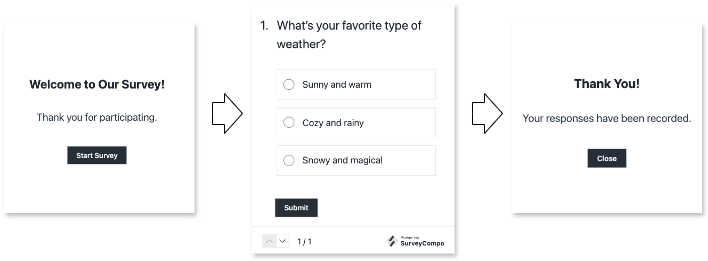 Welcome to Our Survey!
Thank you for participating.
Start Survey
1. What's your favorite type of
weather?
Sunny and warm
Cozy and rainy
Snowy and magical
Submit
1 / 1
Powered by
SurveyCompo
Thank You!
Your responses have been recorded.
Close